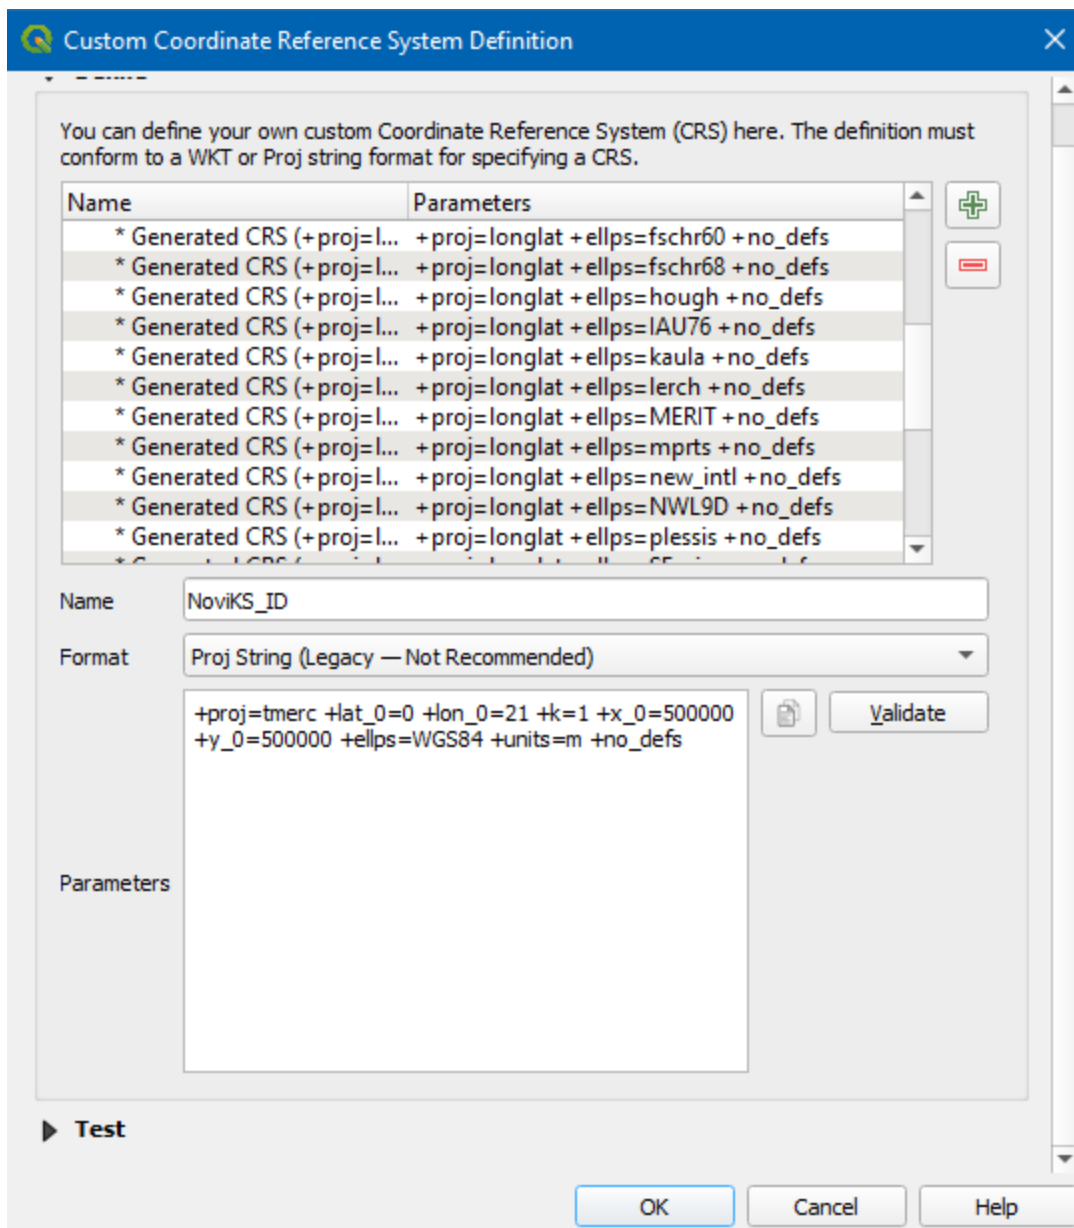 Custom Coordinate Reference System Definition
You can define your own custom Coordinate Reference System (CRS) here. The definition must
conform to a WKT or Proj string format for specifying a CRS.
Name Parameters
* Generated CRS (+proj=l... +proj=longlat +ellps=fschr60 +no_defs
* Generated CRS (+proj=l... +proj=longlat +ellps=fschr68 +no_defs
* Generated CRS (+proj=l... +proj=longlat +ellps=hough +no_defs
* Generated CRS (+proj=l... +proj=longlat +ellps=IAU76 +no_defs
* Generated CRS (+proj=l... +proj=longlat +ellps=kaula +no_defs
* Generated CRS (+proj=l... +proj=longlat +ellps=lerch +no_defs
* Generated CRS (+proj=l... +proj=longlat +ellps=MERIT +no_defs
* Generated CRS (+proj=l... +proj=longlat +ellps=mprts +no_defs
* Generated CRS (+proj=l... +proj=longlat +ellps=new_intl +no_defs
* Generated CRS (+proj=l... +proj=longlat +ellps=NWL9D +no_defs
* Generated CRS (+proj=l... +proj=longlat +ellps=plessis +no_defs
Name NoviKS_ID
Format Proj String (Legacy — Not Recommended)
+proj=tmerc +lat_0=0 +lon_0=21 +k=1 +x_0=500000
+y_0=500000 +ellps=WGS84 +units=m +no_defs
Validate
Parameters
Test
OK Cancel Help